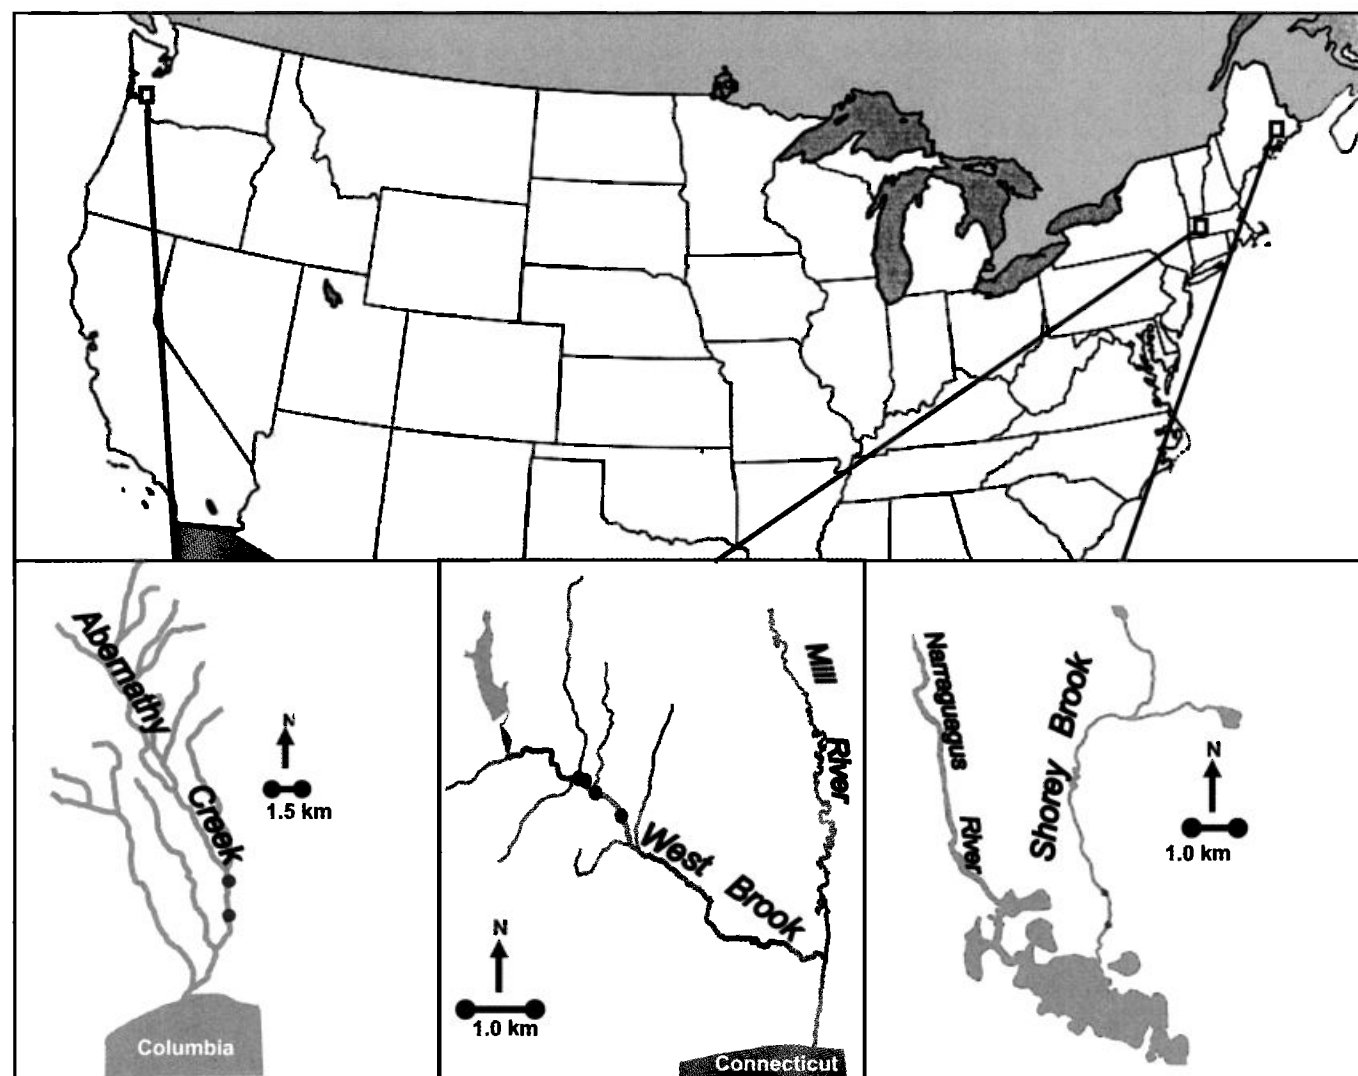 Abernathy
Creek
N
1.5 km
Columbia
Mill
River
West Brook
N
1.0 km
Connecticut
Narraguagus
River
Shorey Brook
N
1.0 km